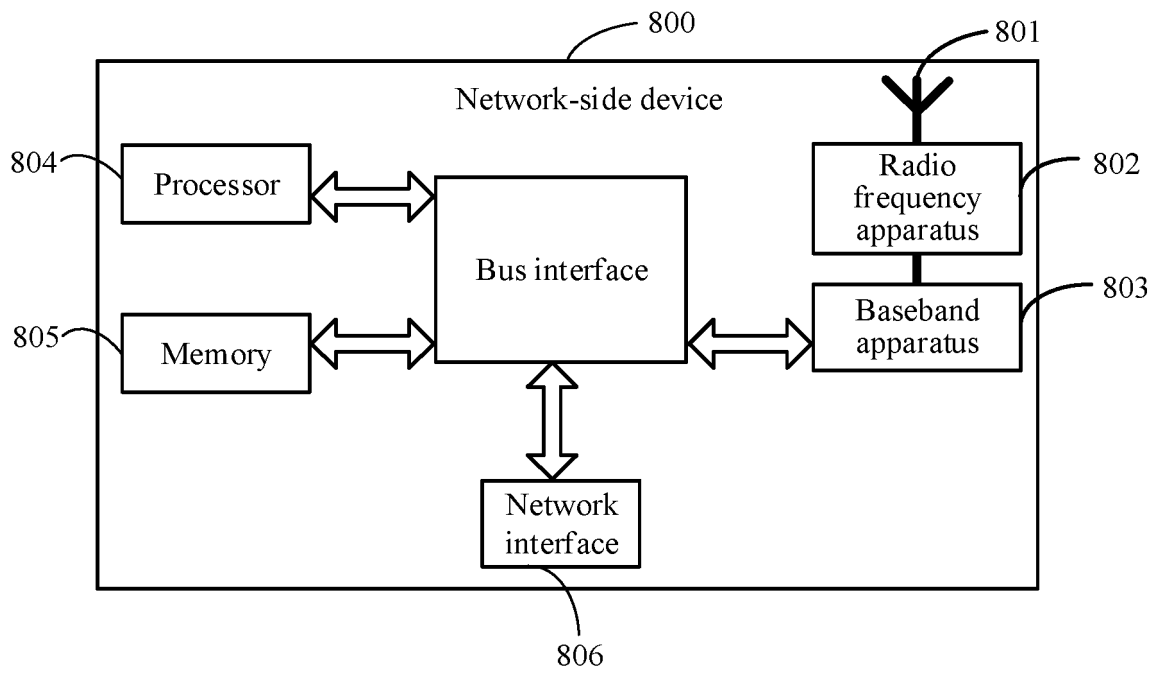 800
801
Network-side device
804
Processor
Radio
frequency
apparatus
802
Bus interface
803
Baseband
apparatus
805
Memory
Network
interface
806